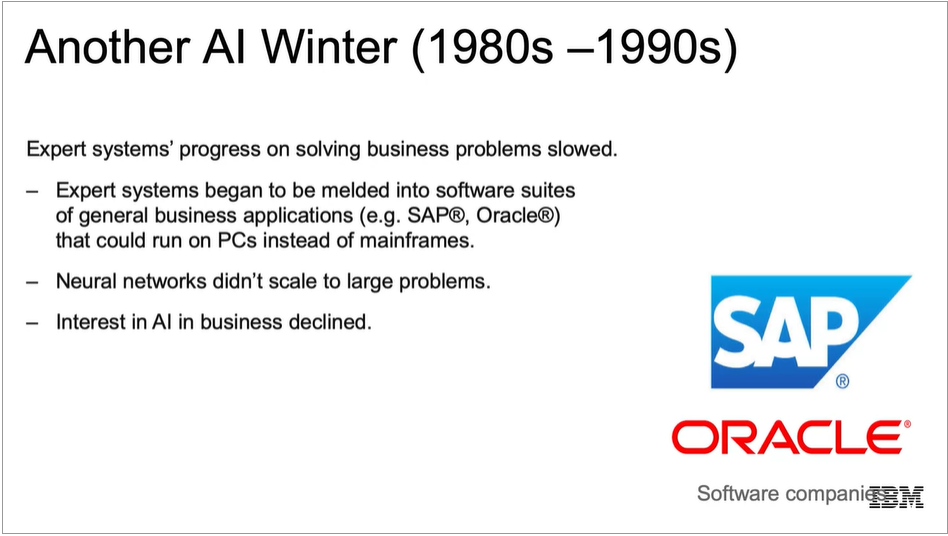 Another AI Winter (1980s –1990s)
Expert systems’ progress on solving business problems slowed.
– Expert systems began to be melded into software suites
of general business applications (e.g. SAP®, Oracle®)
that could run on PCs instead of mainframes.
– Neural networks didn’t scale to large problems.
– Interest in AI in business declined.
SAP®
ORACLE®
Software companies
IBM